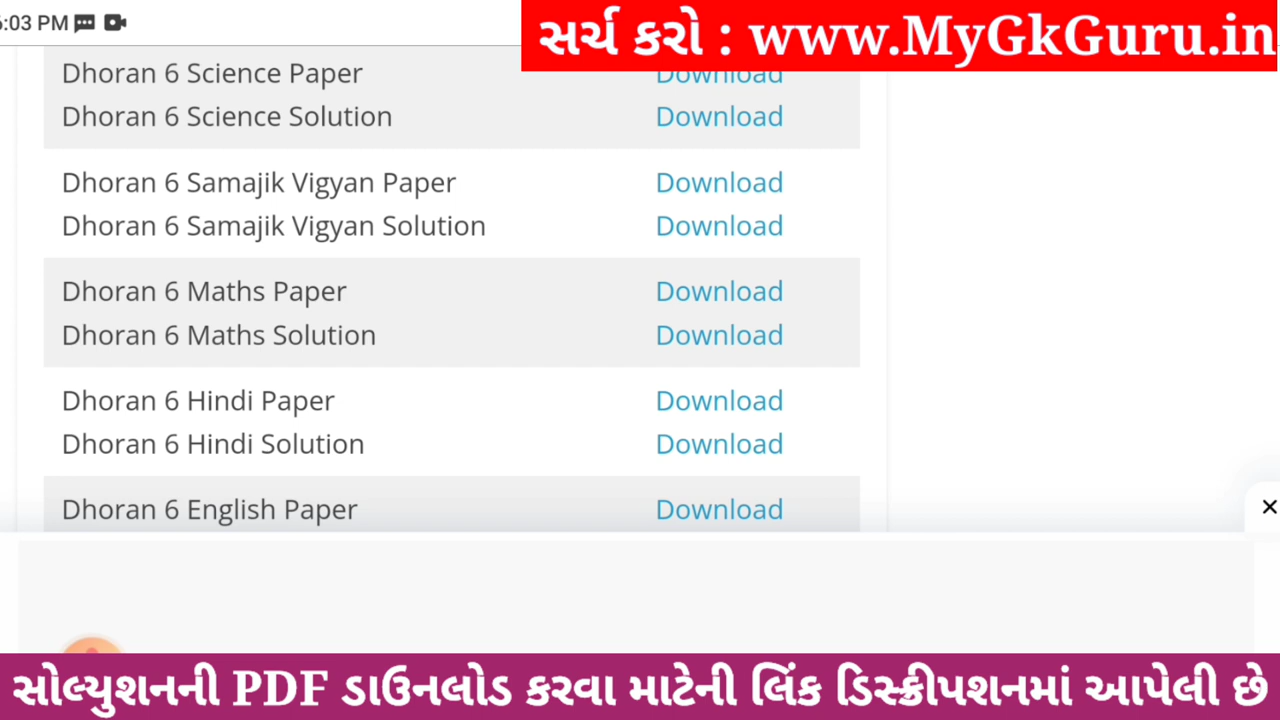 6:03 PM
સર્ચ કરો : www.MyGkGuru.in
Dhoran 6 Science Paper Download
Dhoran 6 Science Solution Download
Dhoran 6 Samajik Vigyan Paper Download
Dhoran 6 Samajik Vigyan Solution Download
Dhoran 6 Maths Paper Download
Dhoran 6 Maths Solution Download
Dhoran 6 Hindi Paper Download
Dhoran 6 Hindi Solution Download
Dhoran 6 English Paper Download
સોલ્યુશનની PDF ડાઉનલોડ કરવા માટેની લિંક ડિસ્ક્રીપશનમાં આપેલી છે